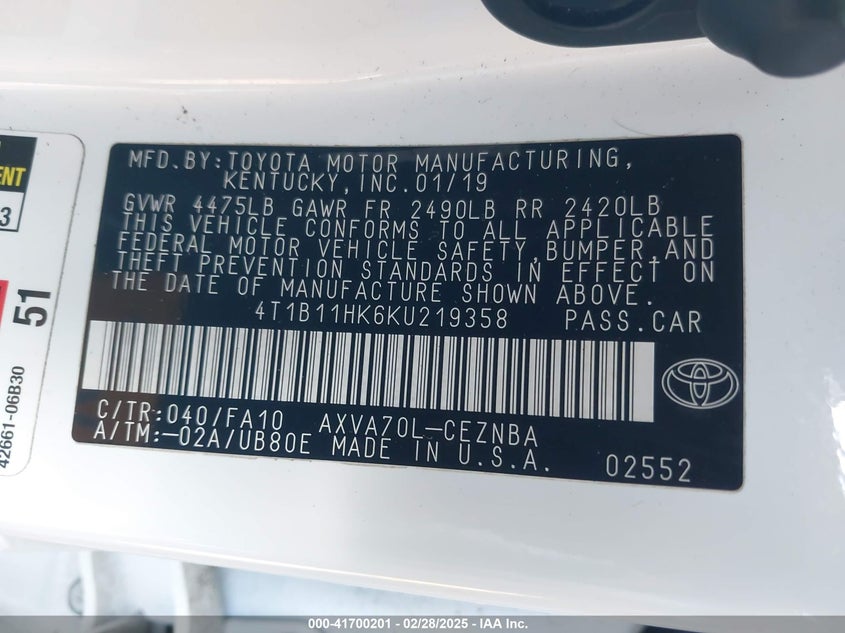 MFD.BY:TOYOTA MOTOR MANUFACTURING,
KENTUCKY,INC.01/19
GVWR 4475LB GAWR FR 2490LB RR 2420LB
THIS VEHICLE CONFORMS TO ALL APPLICABLE
FEDERAL MOTOR VEHICLE SAFETY,BUMPER,AND
THEFT PREVENTION STANDARDS IN EFFECT ON
THE DATE OF MANUFACTURE SHOWN ABOVE.
4T1B11HK6KU219358 PASS.CAR
C/TR:040/FA10 AXVA70L-CEZNBA
A/TM:-02A/UB80E MADE IN U.S.A. 02552
51
42661-06B30
000-41700201 - 02/28/2025 - IAA Inc.